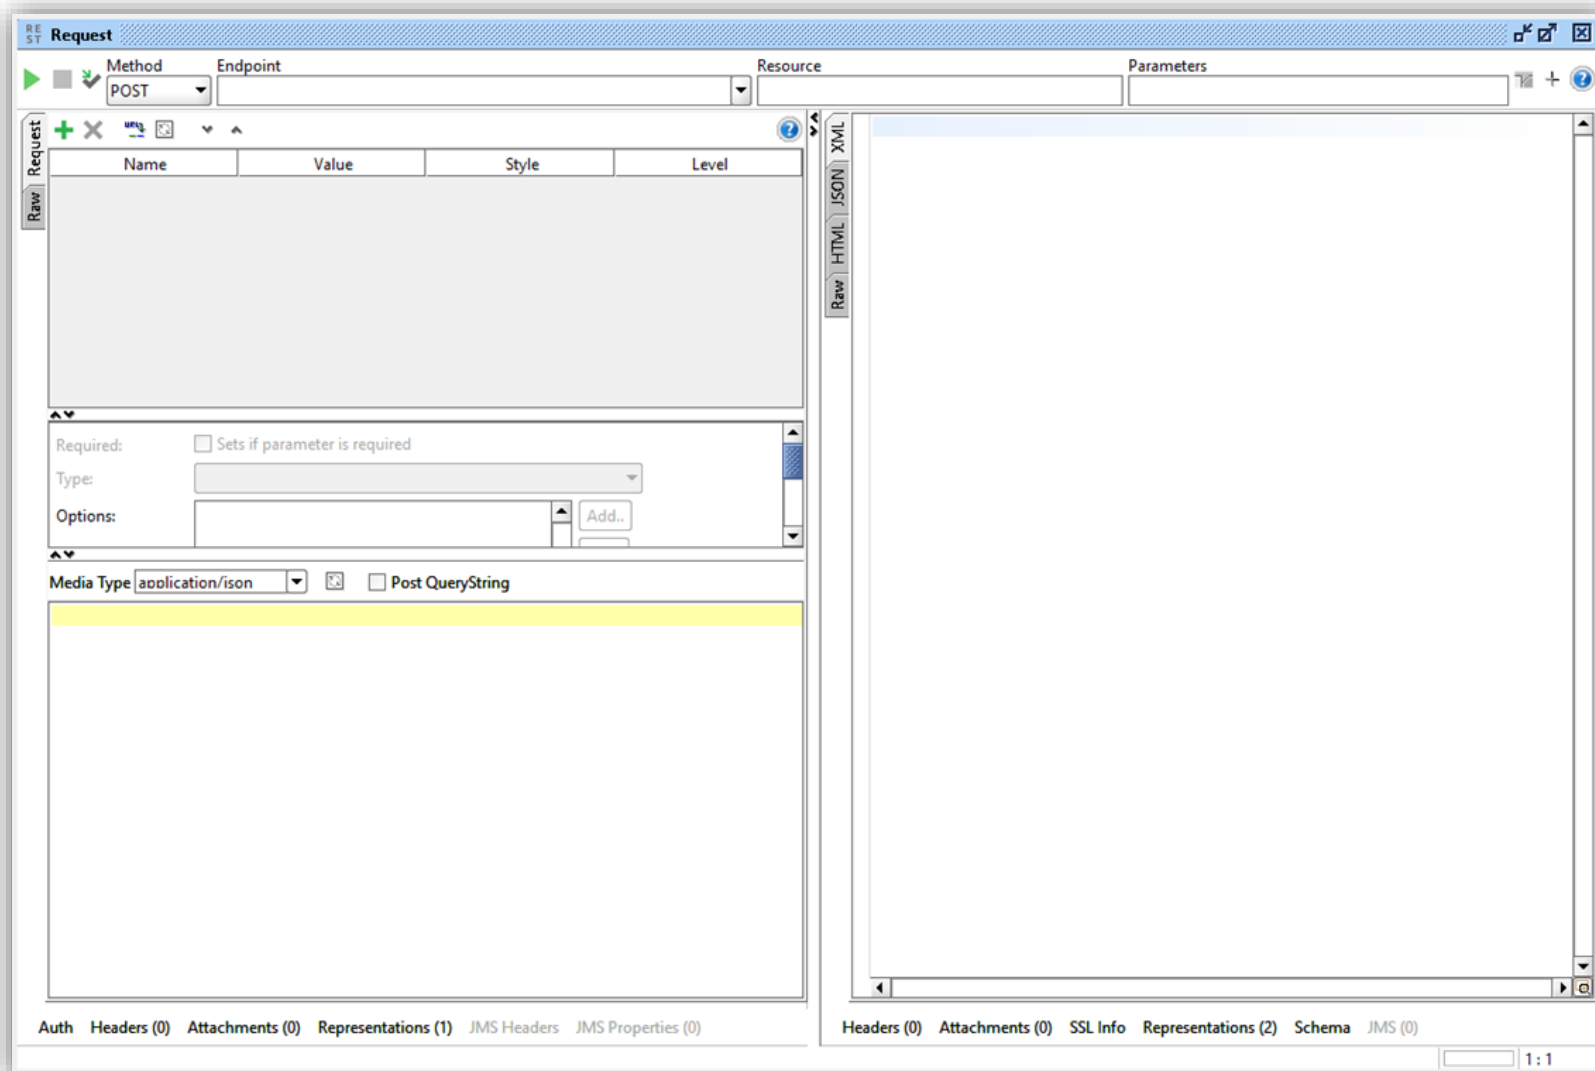 RE
ST Request
Method Endpoint Resource Parameters
POST
Request
Raw
Name Value Style Level
XML
JSON
HTML
Raw
Required: Sets if parameter is required
Type:
Options: Add..
Media Type application/json Post QueryString
Auth Headers (0) Attachments (0) Representations (1) JMS Headers JMS Properties (0)
Headers (0) Attachments (0) SSL Info Representations (2) Schema JMS (0)
1 : 1